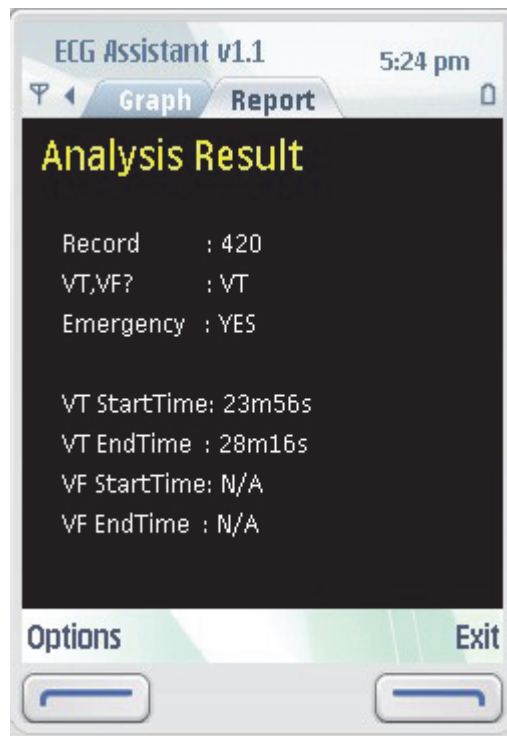 ECG Assistant v1.1
5:24 pm
Graph Report
Analysis Result
Record : 420
VT,VF? : VT
Emergency : YES
VT StartTime: 23m56s
VT EndTime : 28m16s
VF StartTime: N/A
VF EndTime : N/A
Options Exit